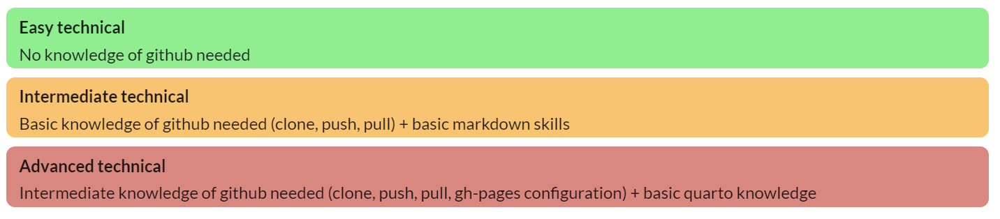 Easy technical
No knowledge of github needed
Intermediate technical
Basic knowledge of github needed (clone, push, pull) + basic markdown skills
Advanced technical
Intermediate knowledge of github needed (clone, push, pull, gh-pages configuration) + basic quarto knowledge